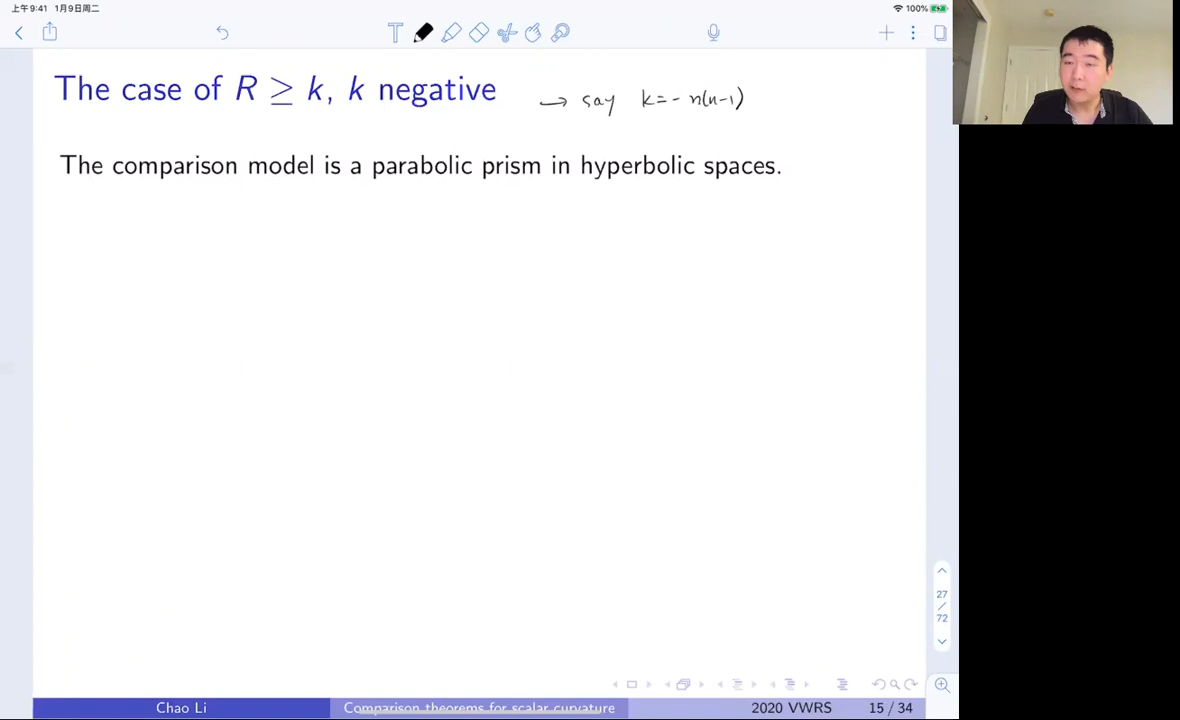 上午9:41 1月9日周二
100%
The case of R ≥ k, k negative → say k = - n(n-1)
The comparison model is a parabolic prism in hyperbolic spaces.
27
/
72
Chao Li Comparison theorems for scalar curvature 2020 VWRS 15 / 34